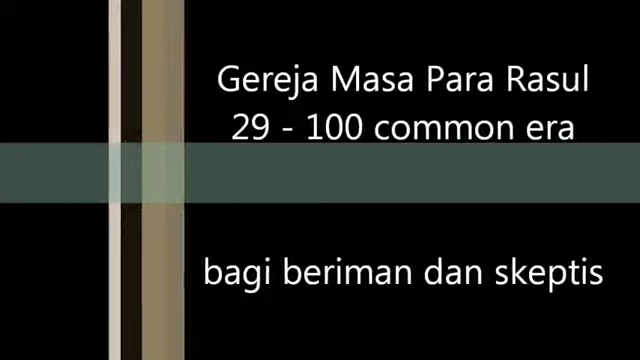 Gereja Masa Para Rasul
29 - 100 common era
bagi beriman dan skeptis